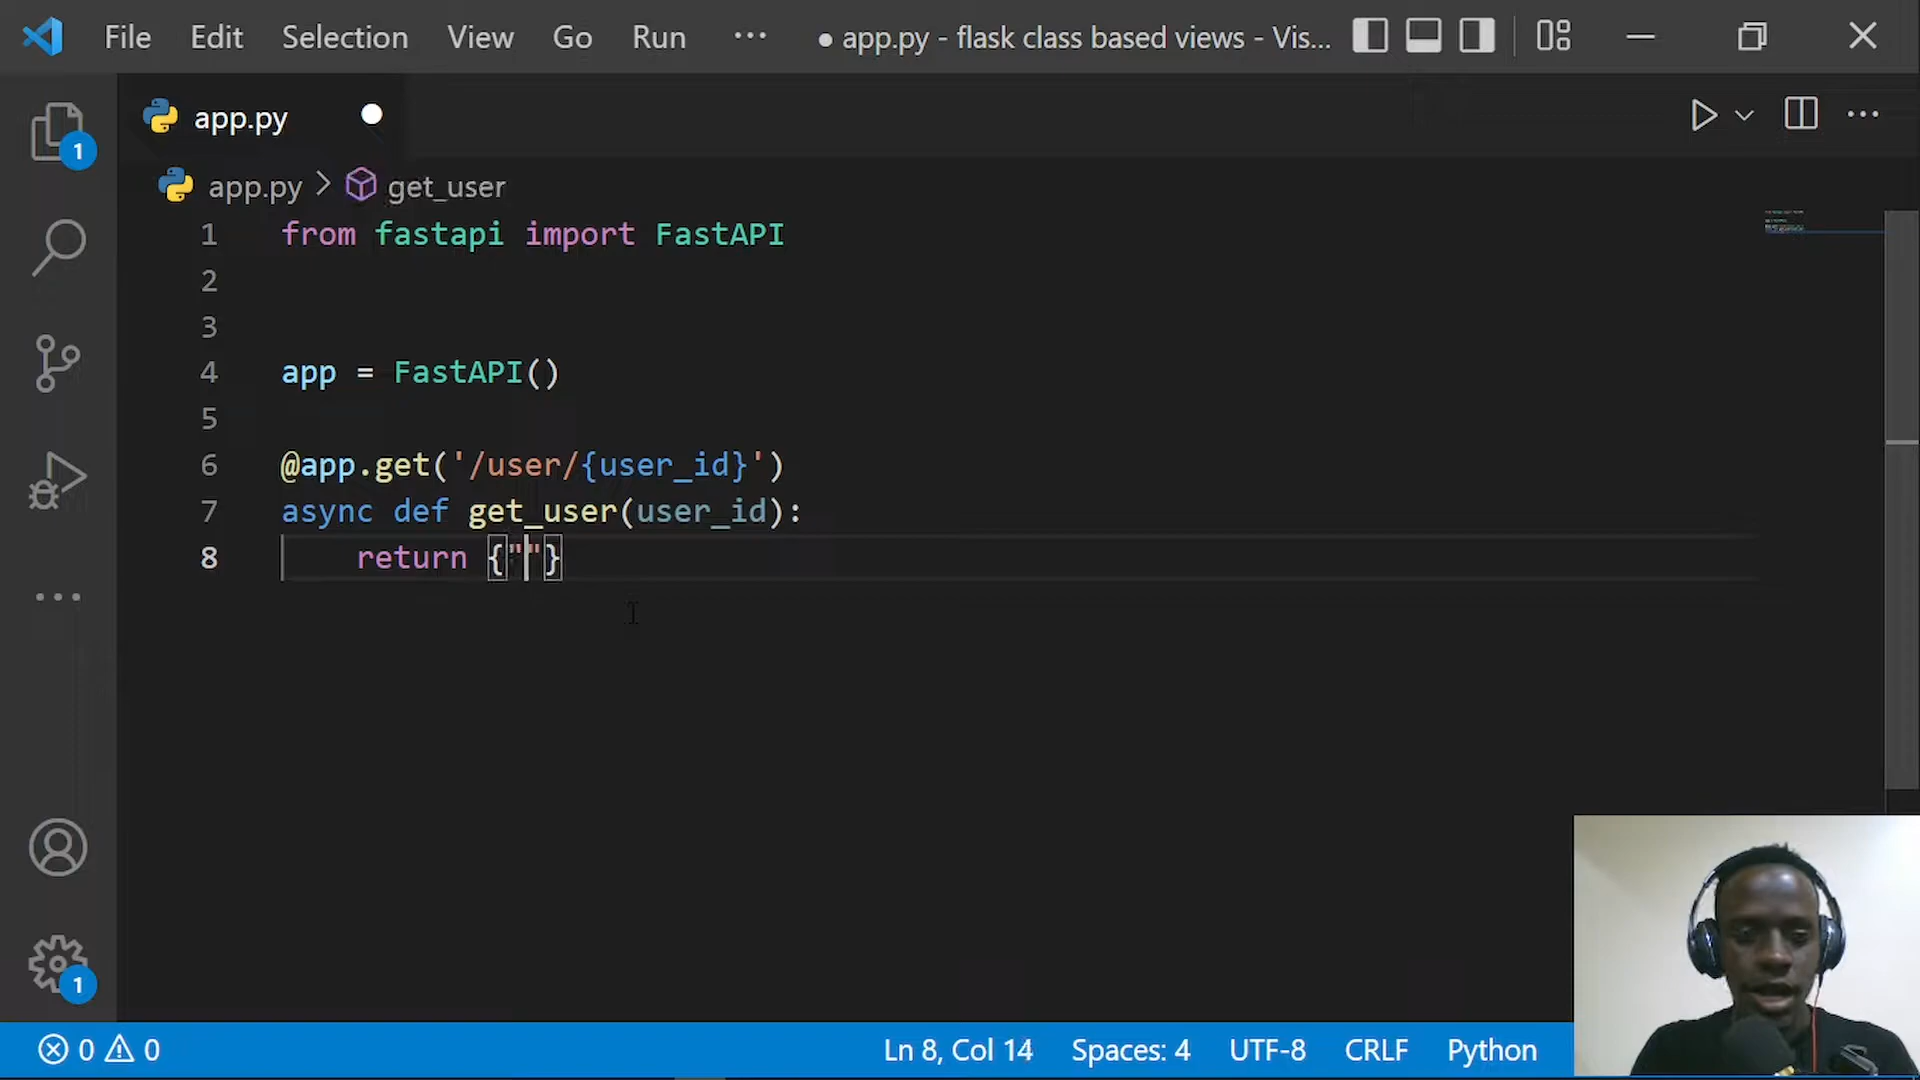 File Edit Selection View Go Run ··· ● app.py - flask class based views - Vis...
app.py
1
app.py > get_user
1 from fastapi import FastAPI
2
3
4 app = FastAPI()
5
6 @app.get('/user/{user_id}')
7 async def get_user(user_id):
8 return {""}
1
0 0 Ln 8, Col 14 Spaces: 4 UTF-8 CRLF Python